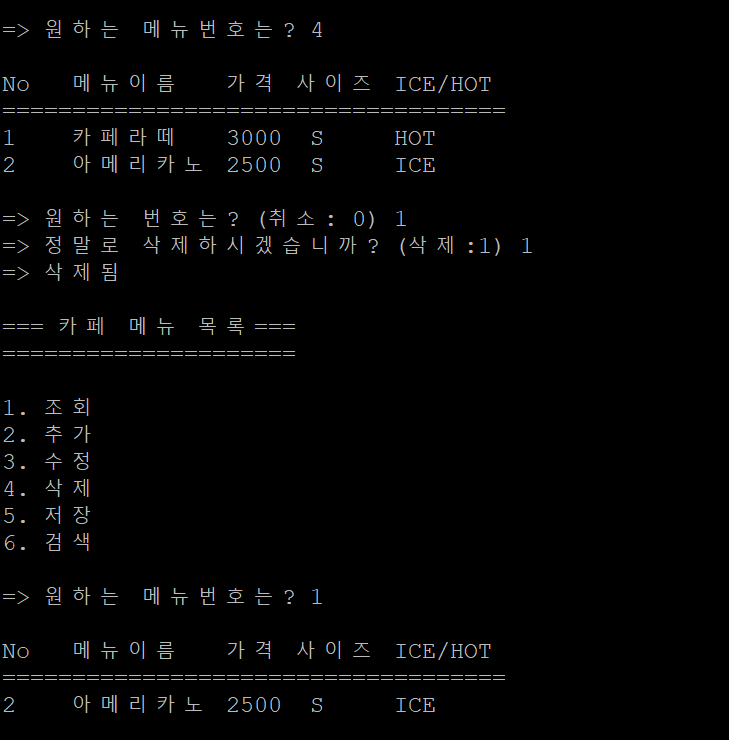 => 원하는 메뉴번호는? 4
No 메뉴이름 가격 사이즈 ICE/HOT
====================================
1 카페라떼 3000 S HOT
2 아메리카노 2500 S ICE
=> 원하는 번호는? (취소: 0) 1
=> 정말로 삭제하시겠습니까? (삭제:1) 1
=> 삭제됨
=== 카페 메뉴 목록===
=====================
1. 조회
2. 추가
3. 수정
4. 삭제
5. 저장
6. 검색
=> 원하는 메뉴번호는? 1
No 메뉴이름 가격 사이즈 ICE/HOT
====================================
2 아메리카노 2500 S ICE